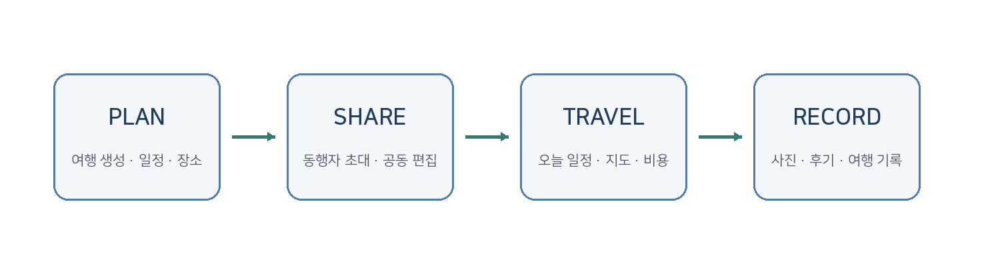 PLAN
여행 생성 · 일정 · 장소
SHARE
동행자 초대 · 공동 편집
TRAVEL
오늘 일정 · 지도 · 비용
RECORD
사진 · 후기 · 여행 기록